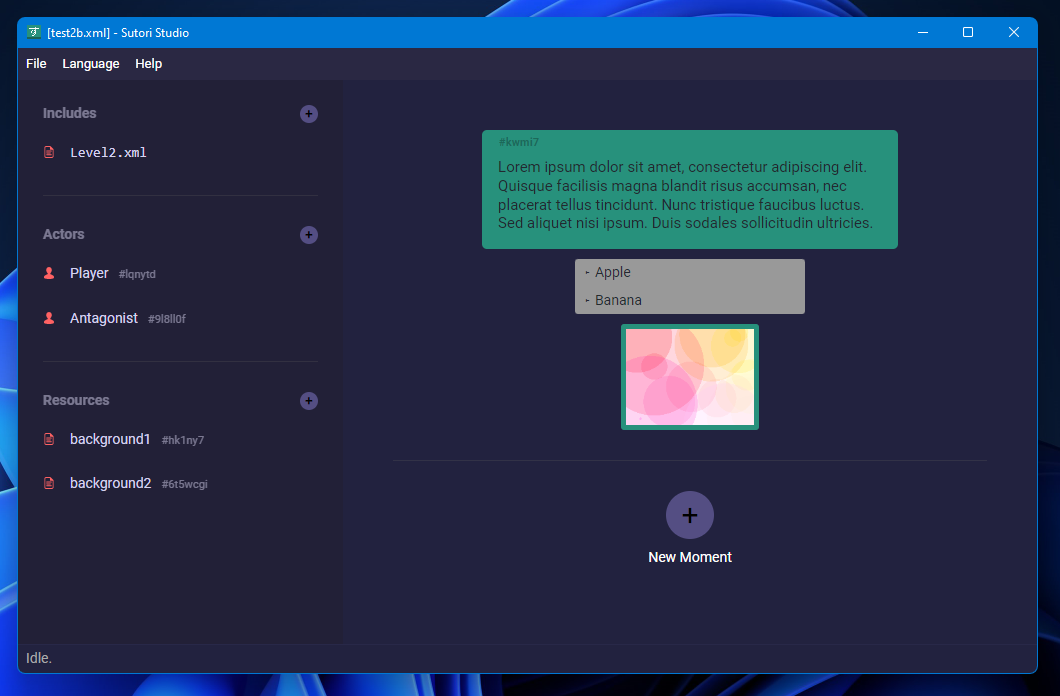 す [test2b.xml] - Sutori Studio
File Language Help
Includes
Level2.xml
Actors
Player #lqnytd
Antagonist #9l8ll0f
Resources
background1 #hk1ny7
background2 #6t5wcgi
#kwmi7
Lorem ipsum dolor sit amet, consectetur adipiscing elit.
Quisque facilisis magna blandit risus accumsan, nec
placerat tellus tincidunt. Nunc tristique faucibus luctus.
Sed aliquet nisi ipsum. Duis sodales sollicitudin ultricies.
Apple
Banana
New Moment
Idle.